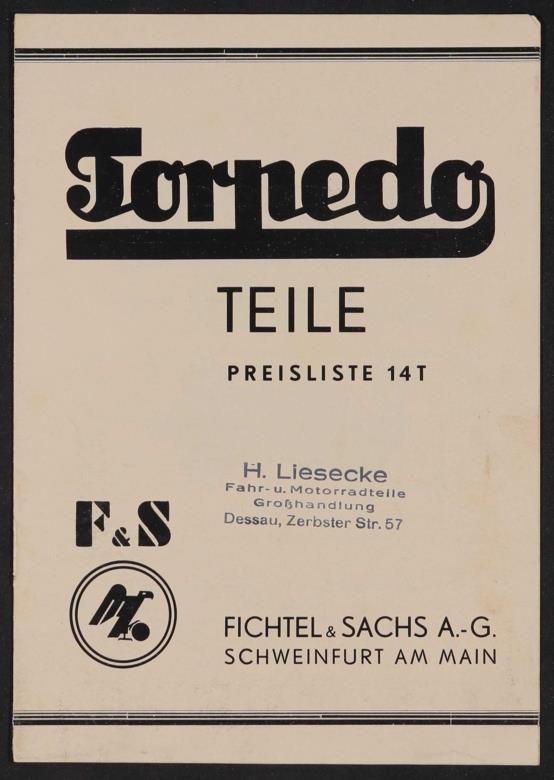 Torpedo
TEILE
PREISLISTE 14T
H. Liesecke
Fahr- u. Motorradteile
Großhandlung
Dessau, Zerbster Str. 57
F&S
FICHTEL & SACHS A.-G.
SCHWEINFURT AM MAIN